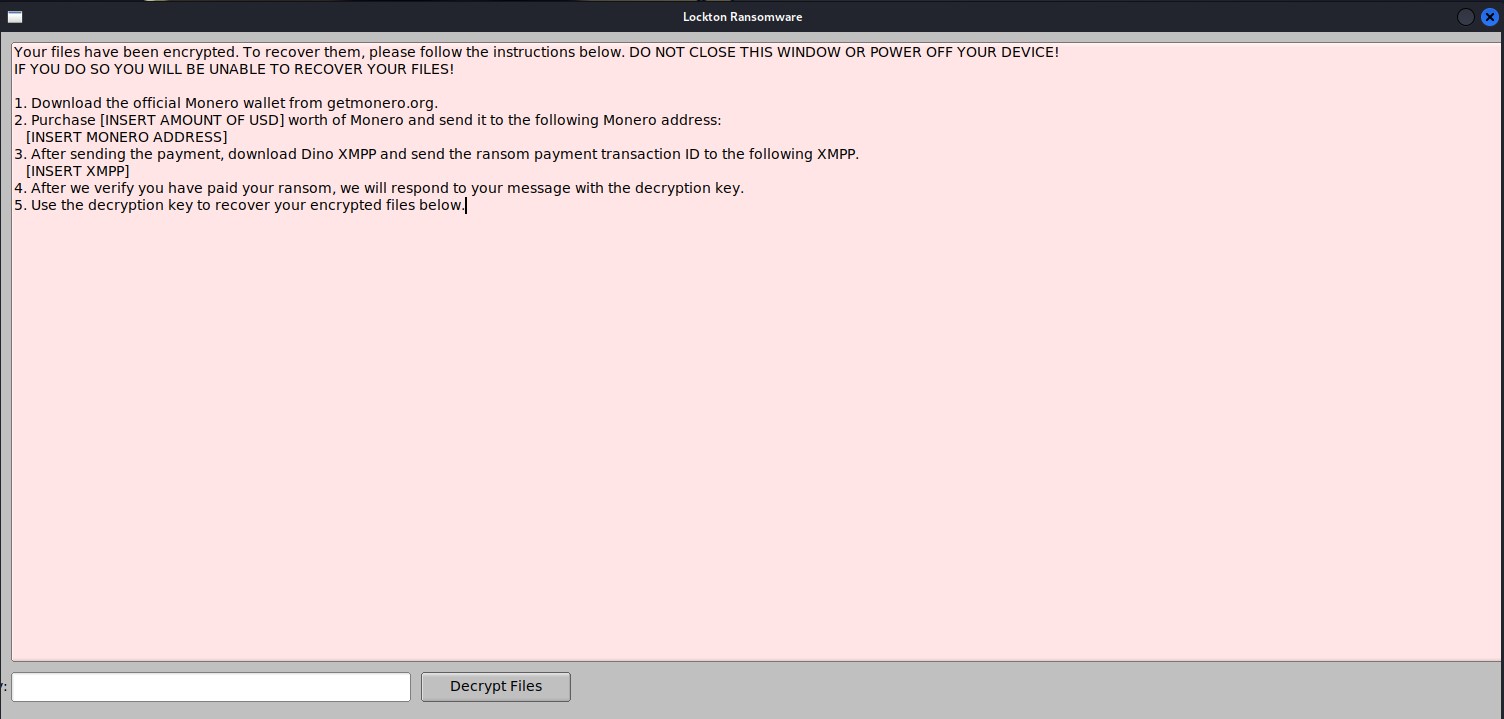 Lockton Ransomware
Your files have been encrypted. To recover them, please follow the instructions below. DO NOT CLOSE THIS WINDOW OR POWER OFF YOUR DEVICE!
IF YOU DO SO YOU WILL BE UNABLE TO RECOVER YOUR FILES!
1. Download the official Monero wallet from getmonero.org.
2. Purchase [INSERT AMOUNT OF USD] worth of Monero and send it to the following Monero address:
[INSERT MONERO ADDRESS]
3. After sending the payment, download Dino XMPP and send the ransom payment transaction ID to the following XMPP.
[INSERT XMPP]
4. After we verify you have paid your ransom, we will respond to your message with the decryption key.
5. Use the decryption key to recover your encrypted files below.
Decrypt Files